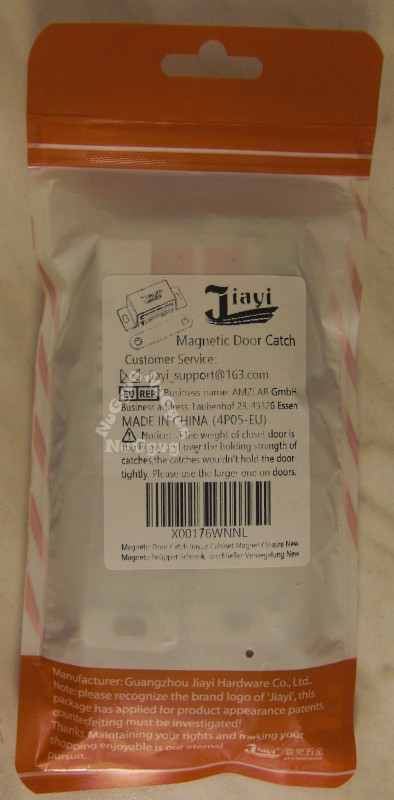 Jiayi
Magnetic Door Catch
Customer Service:
jiayi_support@163.com
EU REP Business name: AMZLAB GmbH
Business address: Laubenhof 23, 45326 Essen
MADE IN CHINA (4P05-EU)
Notice: If the weight of closet door is
over the holding strength of
catches,the catches wouldn't hold the door
tightly. Please use the larger one on doors.
X00176WNNL
Magnetic Door Catch Jiayi Cabinet Magnet Closure New
Magnetschnäpper Schrank Verriegelung New
Manufacturer: Guangzhou Jiayi Hardware Co., Ltd.
Note: please recognize the brand logo of 'Jiayi', this
package has applied for product appearance patents,
counterfeiting must be investigated!
Thanks. Maintaining your rights and making your
shopping enjoyable is our eternal
pursuit.
Jiayi